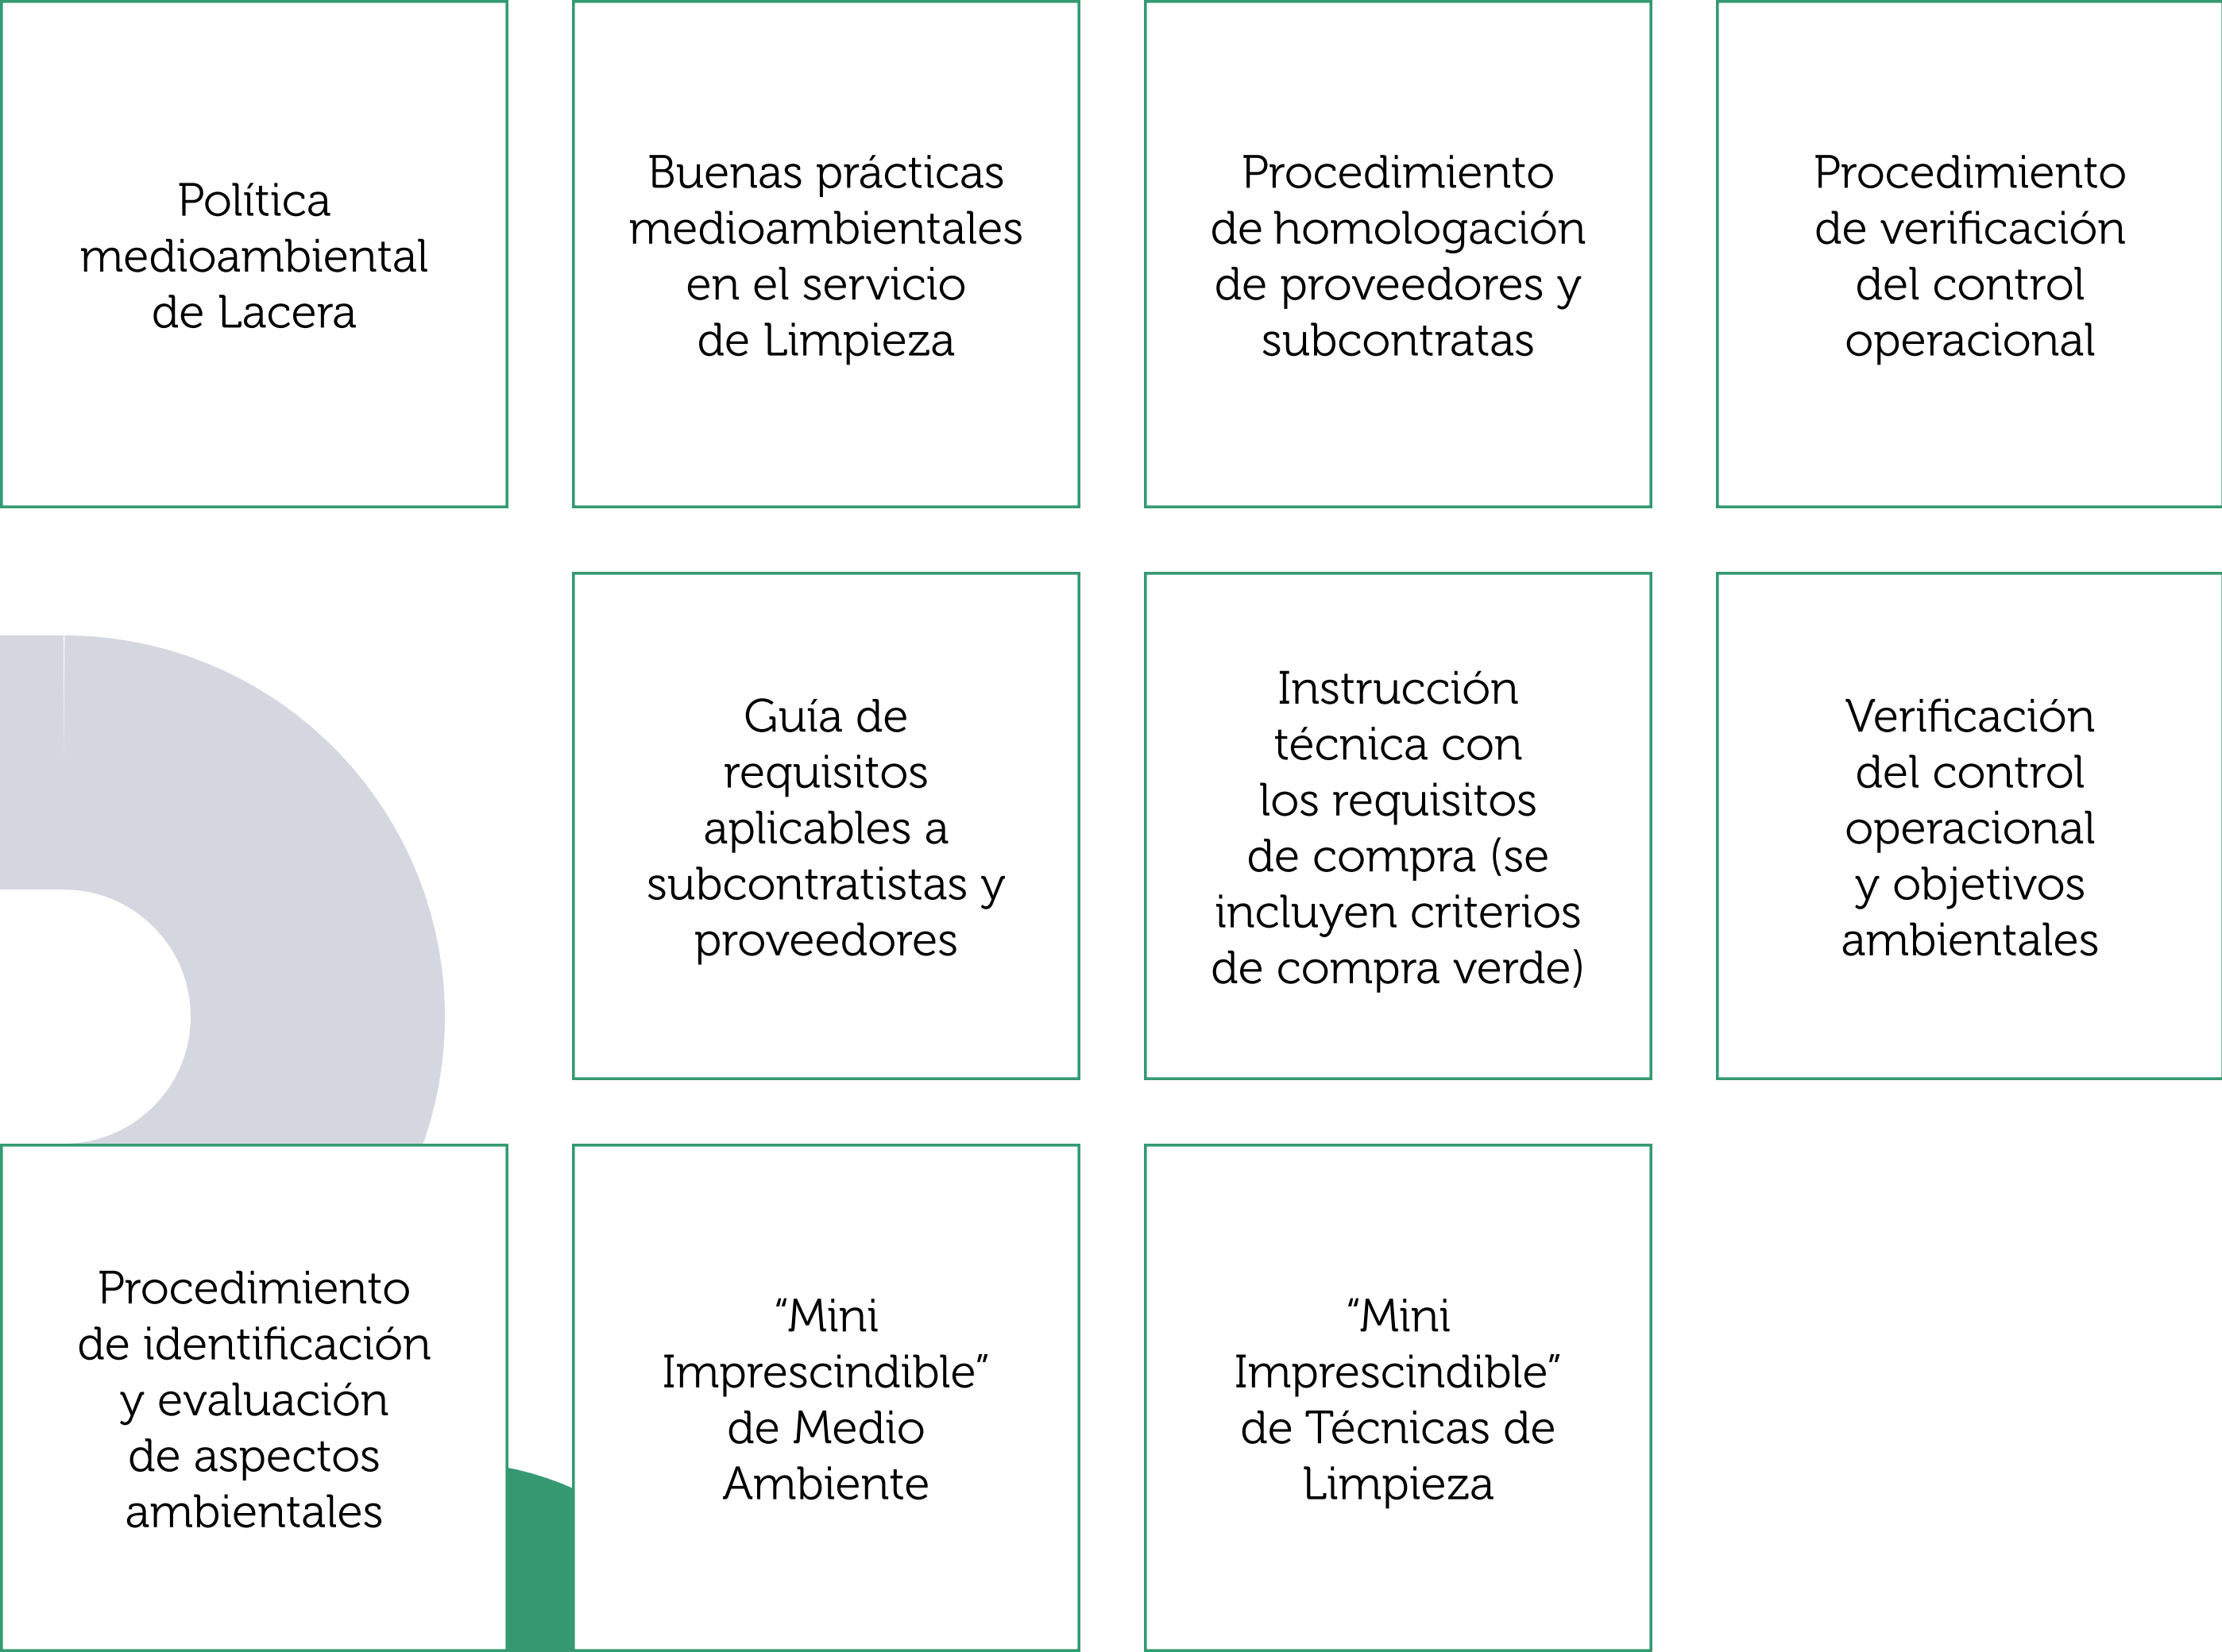 Política
medioambiental
de Lacera
Buenas prácticas
medioambientales
en el servicio
de Limpieza
Procedimiento
de homologación
de proveedores y
subcontratas
Procedimiento
de verificación
del control
operacional
Guía de
requisitos
aplicables a
subcontratistas y
proveedores
Instrucción
técnica con
los requisitos
de compra (se
incluyen criterios
de compra verde)
Verificación
del control
operacional
y objetivos
ambientales
Procedimiento
de identificación
y evaluación
de aspectos
ambientales
“Mini
Imprescindible”
de Medio
Ambiente
“Mini
Imprescindible”
de Técnicas de
Limpieza